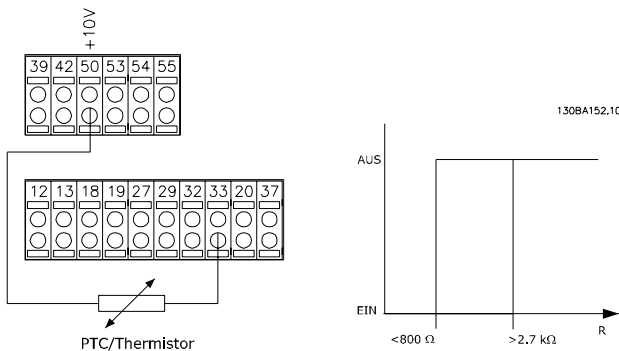 +10V
39 42 50 53 54 55
130BA152.10
AUS
12 13 18 19 27 29 32 33 20 37
EIN
R
<800 Ω >2.7 kΩ
PTC/Thermistor